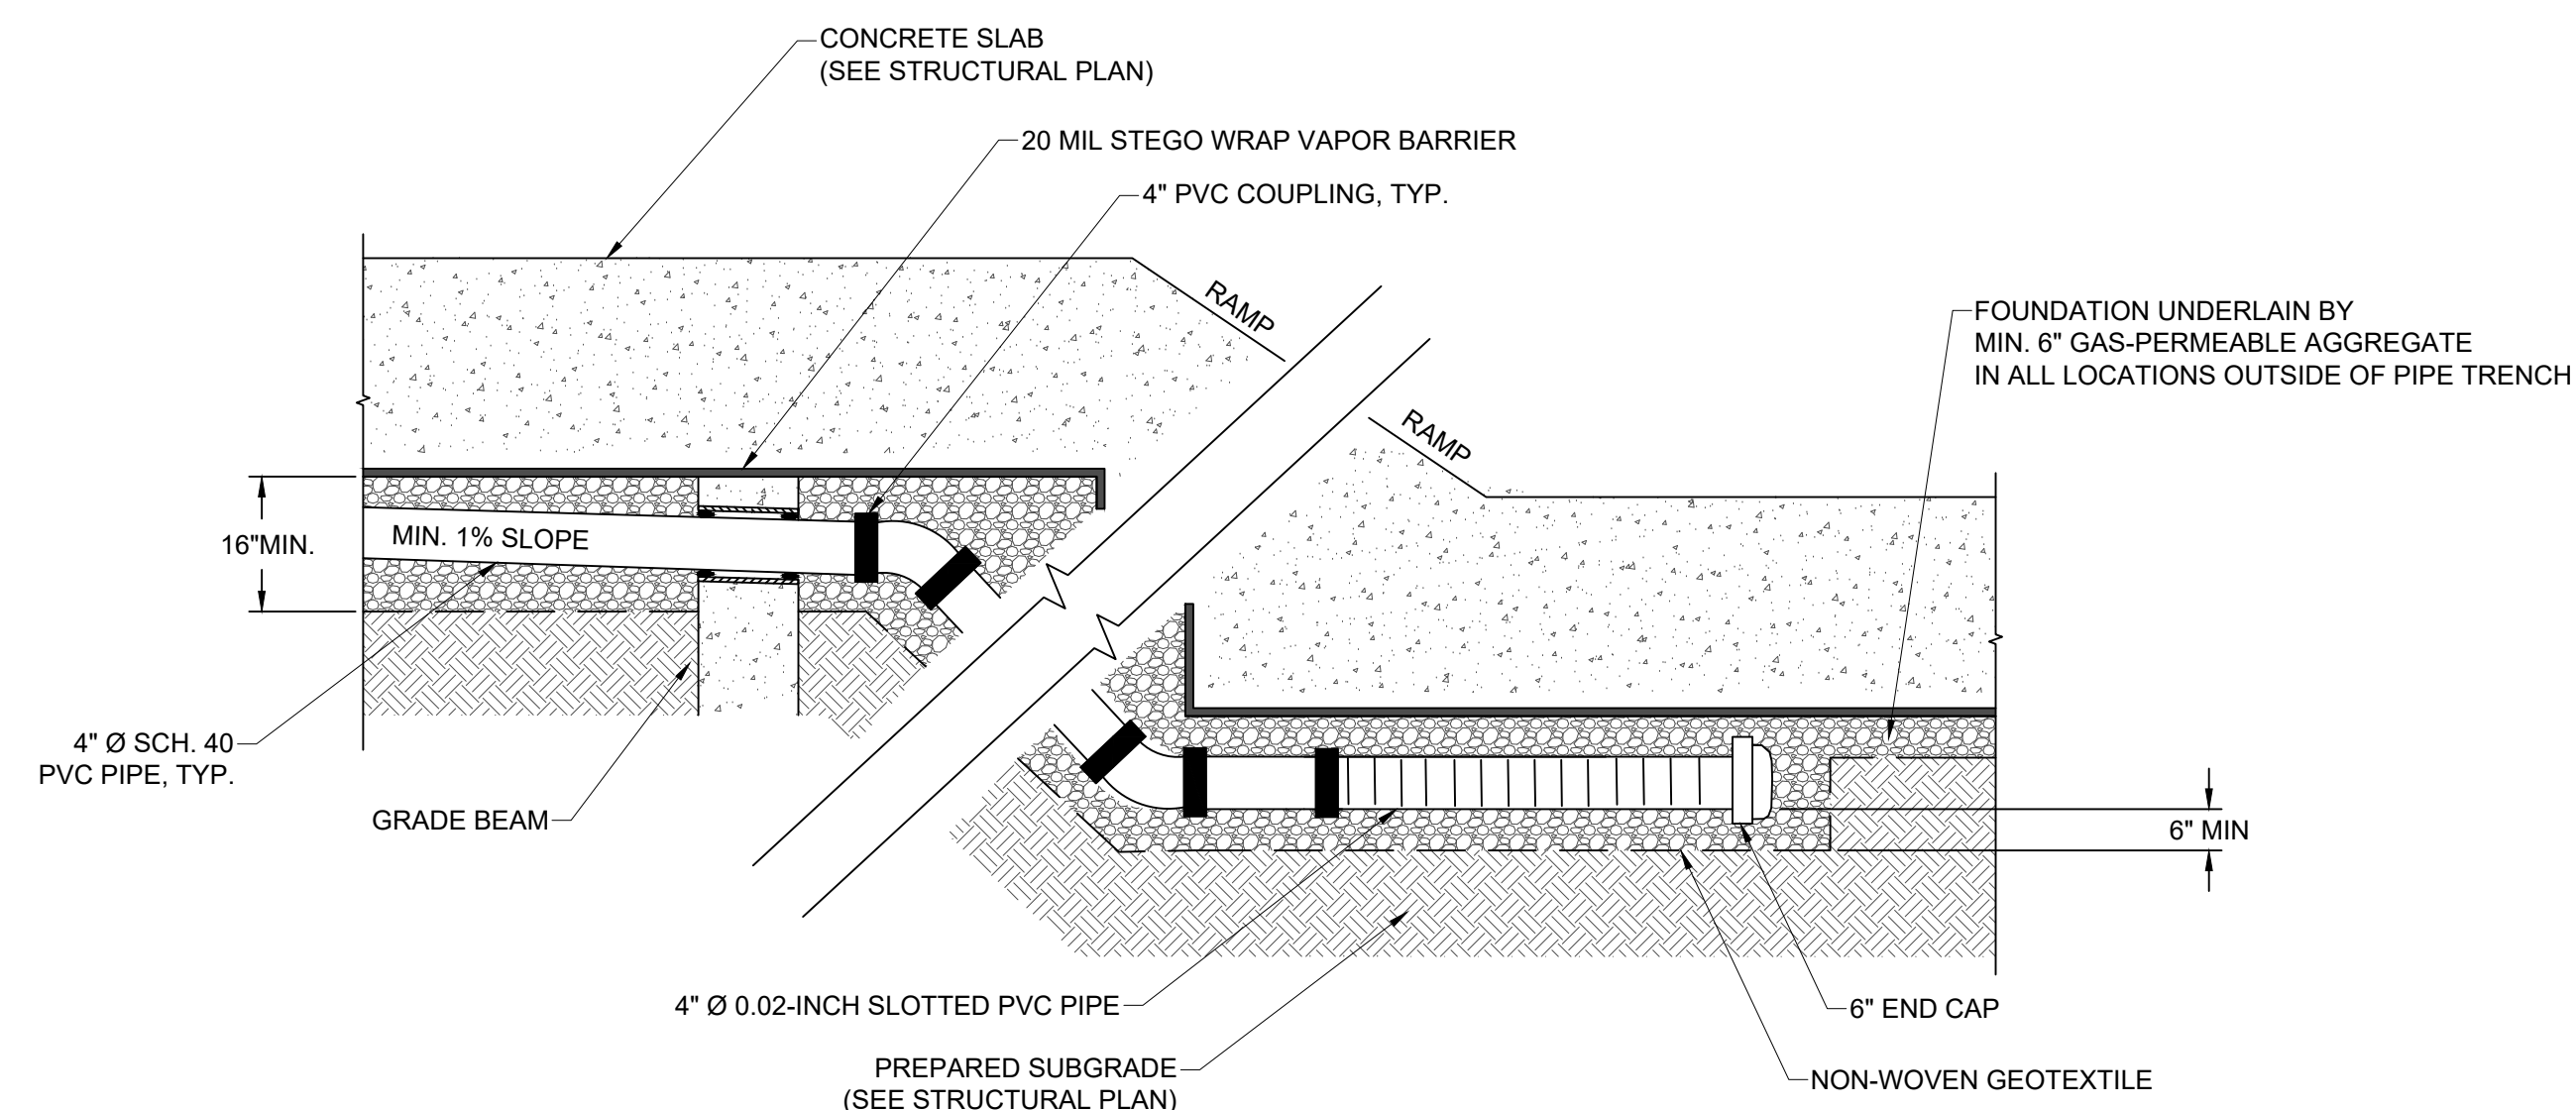 CONCRETE SLAB
(SEE STRUCTURAL PLAN)
20 MIL STEGO WRAP VAPOR BARRIER
4" PVC COUPLING, TYP.
RAMP
FOUNDATION UNDERLAIN BY
MIN. 6" GAS-PERMEABLE AGGREGATE
IN ALL LOCATIONS OUTSIDE OF PIPE TRENCH
RAMP
16"MIN.
MIN. 1% SLOPE
4" Ø SCH. 40
PVC PIPE, TYP.
GRADE BEAM
6" MIN
4" Ø 0.02-INCH SLOTTED PVC PIPE
6" END CAP
PREPARED SUBGRADE
(SEE STRUCTURAL PLAN)
NON-WOVEN GEOTEXTILE